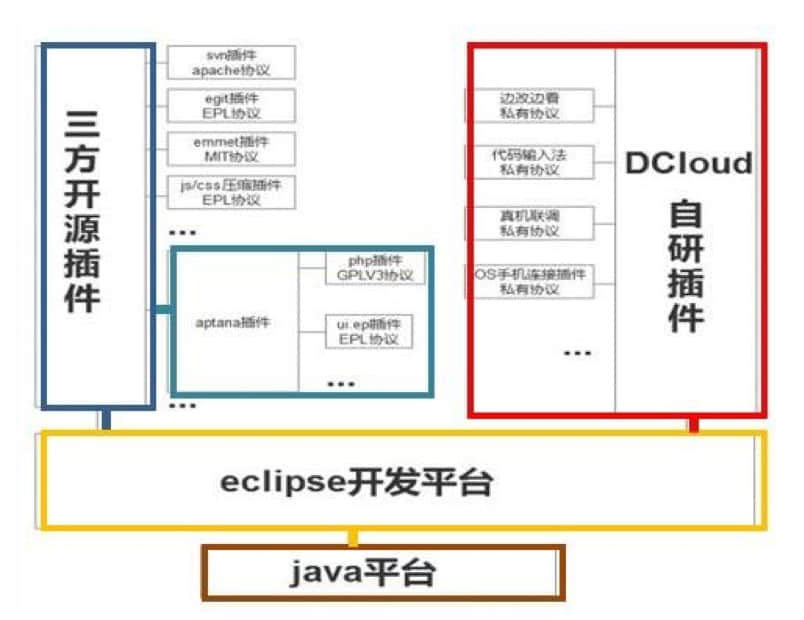 三方开源插件
svn插件
apache协议
egit插件
EPL协议
emmet插件
MIT协议
js/css压缩插件
EPL协议
...
aptana插件
php插件
GPLV3协议
ui.epl插件
EPL协议
...
...
边改边看
私有协议
代码输入法
私有协议
真机联调
私有协议
OS手机连接插件
私有协议
...
DCloud
自研插件
eclipse开发平台
java平台